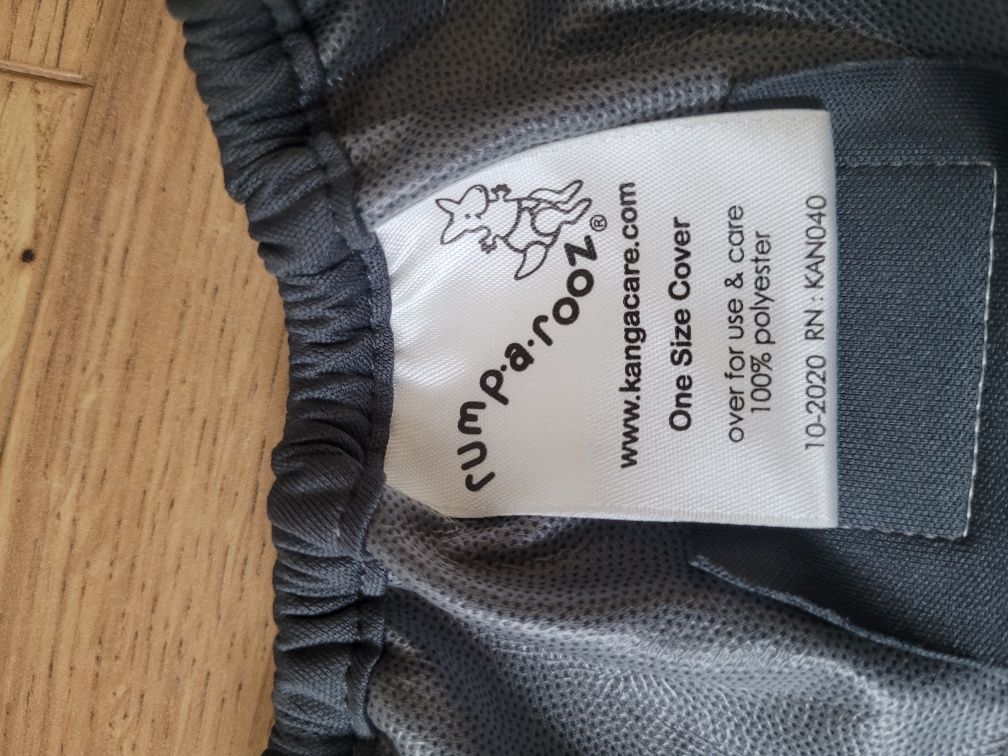 rump·a·rooz®
www.kangacare.com
One Size Cover
over for use & care
100% polyester
10-2020 RN: KAN040